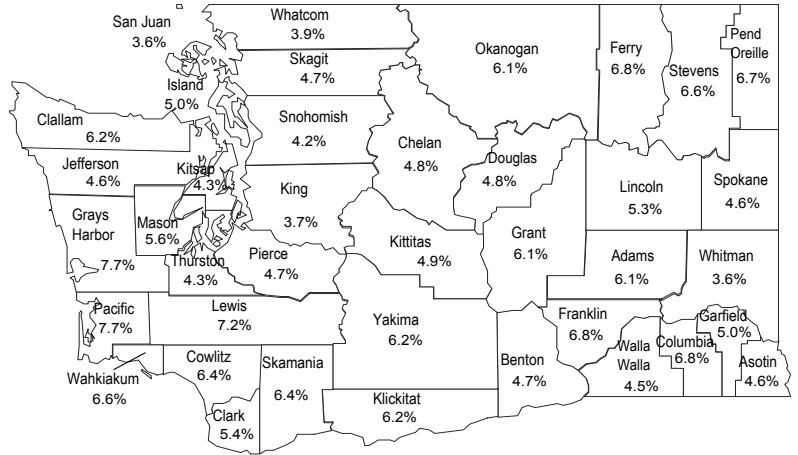 San Juan
3.6%
Whatcom
3.9%
Skagit
4.7%
Island
5.0%
Okanogan
6.1%
Ferry
6.8%
Stevens
6.6%
Pend
Oreille
6.7%
Clallam
6.2%
Snohomish
4.2%
Chelan
4.8%
Douglas
4.8%
Jefferson
4.6%
Kitsap
4.3%
King
3.7%
Lincoln
5.3%
Spokane
4.6%
Grays
Harbor
7.7%
Mason
5.6%
Thurston
4.3%
Pierce
4.7%
Kittitas
4.9%
Grant
6.1%
Adams
6.1%
Whitman
3.6%
Pacific
7.7%
Lewis
7.2%
Yakima
6.2%
Franklin
6.8%
Garfield
5.0%
Wahkiakum
6.6%
Cowlitz
6.4%
Skamania
6.4%
Benton
4.7%
Walla
Walla
4.5%
Columbia
6.8%
Asotin
4.6%
Clark
5.4%
Klickitat
6.2%